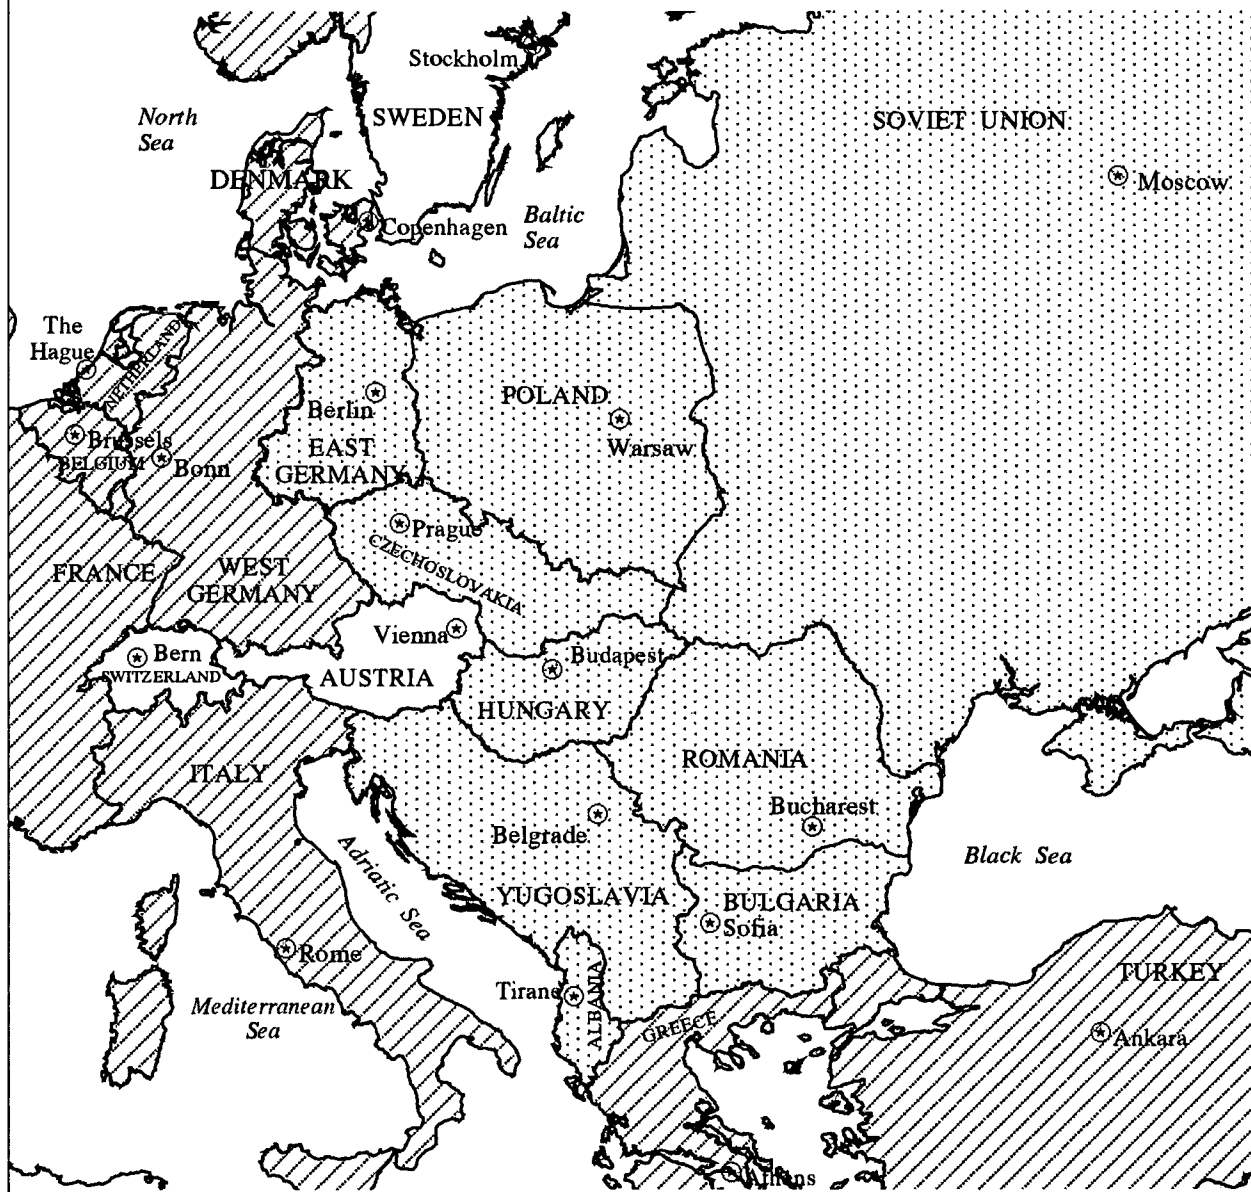 Stockholm
North
Sea
SWEDEN
SOVIET UNION
DENMARK
Moscow
Copenhagen
Baltic
Sea
The
Hague
NETHERLAND
POLAND
Berlin
Warsaw
Brussels
BELGIUM
Bonn
EAST
GERMANY
Prague
CZECHOSLOVAKIA
FRANCE
WEST
GERMANY
Vienna
Bern
SWITZERLAND
Budapest
AUSTRIA
HUNGARY
ITALY
ROMANIA
Bucharest
Belgrade
Adriatic Sea
Black Sea
YUGOSLAVIA
BULGARIA
Sofia
Rome
TURKEY
Tirane
ALBANIA
Mediterranean
Sea
GREECE
Ankara
Athens